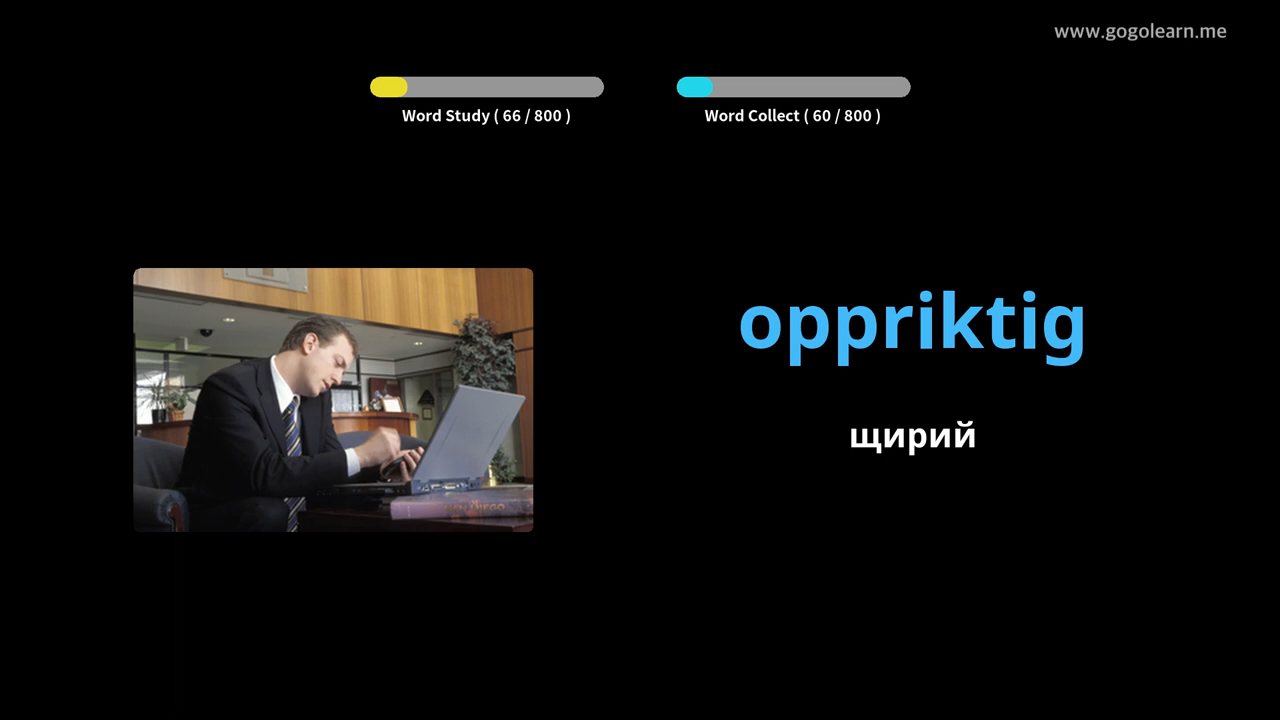 www.gogolearn.me
Word Study ( 66 / 800 )
Word Collect ( 60 / 800 )
oppriktig
щирий